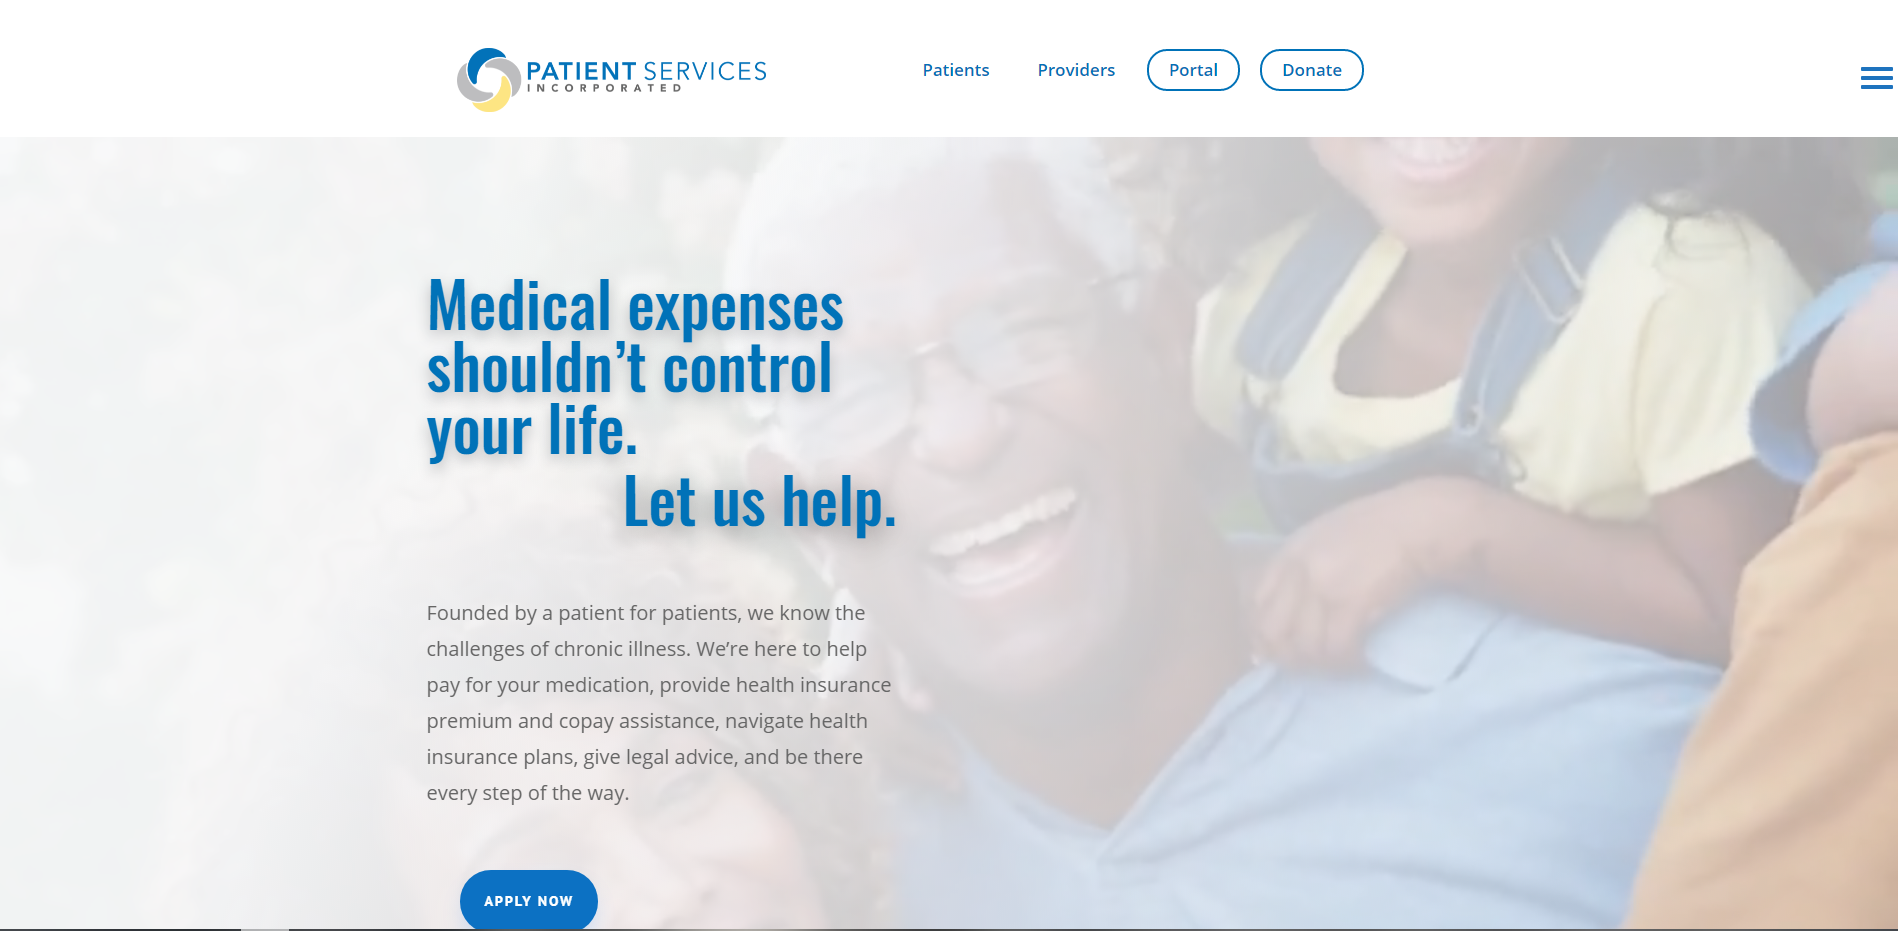 PATIENT SERVICES
INCORPORATED
Patients
Providers
Portal
Donate
Medical expenses
shouldn’t control
your life.
Let us help.
Founded by a patient for patients, we know the
challenges of chronic illness. We’re here to help
pay for your medication, provide health insurance
premium and copay assistance, navigate health
insurance plans, give legal advice, and be there
every step of the way.
APPLY NOW